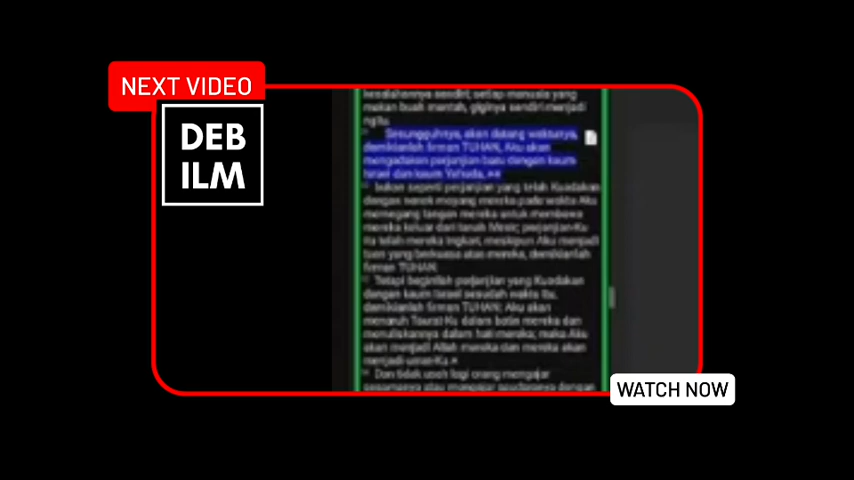 NEXT VIDEO
DEB
ILM
kesalahannya sendiri; setiap manusia yang
makan buah mentah, giginya sendiri menjadi
ngilu.
Sesungguhnya, akan datang waktunya,
demikianlah firman TUHAN, Aku akan
mengadakan perjanjian baru dengan kaum
Israel dan kaum Yehuda,
bukan seperti perjanjian yang telah Kuadakan
dengan nenek moyang mereka pada waktu Aku
memegang tangan mereka untuk membawa
mereka keluar dari tanah Mesir; perjanjian-Ku
itu telah mereka ingkari, meskipun Aku menjadi
tuan yang berkuasa atas mereka, demikianlah
firman TUHAN.
Tetapi beginilah perjanjian yang Kuadakan
dengan kaum Israel sesudah waktu itu,
demikianlah firman TUHAN: Aku akan
menaruh Taurat-Ku dalam batin mereka dan
menuliskannya dalam hati mereka; maka Aku
akan menjadi Allah mereka dan mereka akan
menjadi umat-Ku.
Dan tidak usah lagi orang mengajar
sesamanya atau mengajar saudaranya dengan
WATCH NOW